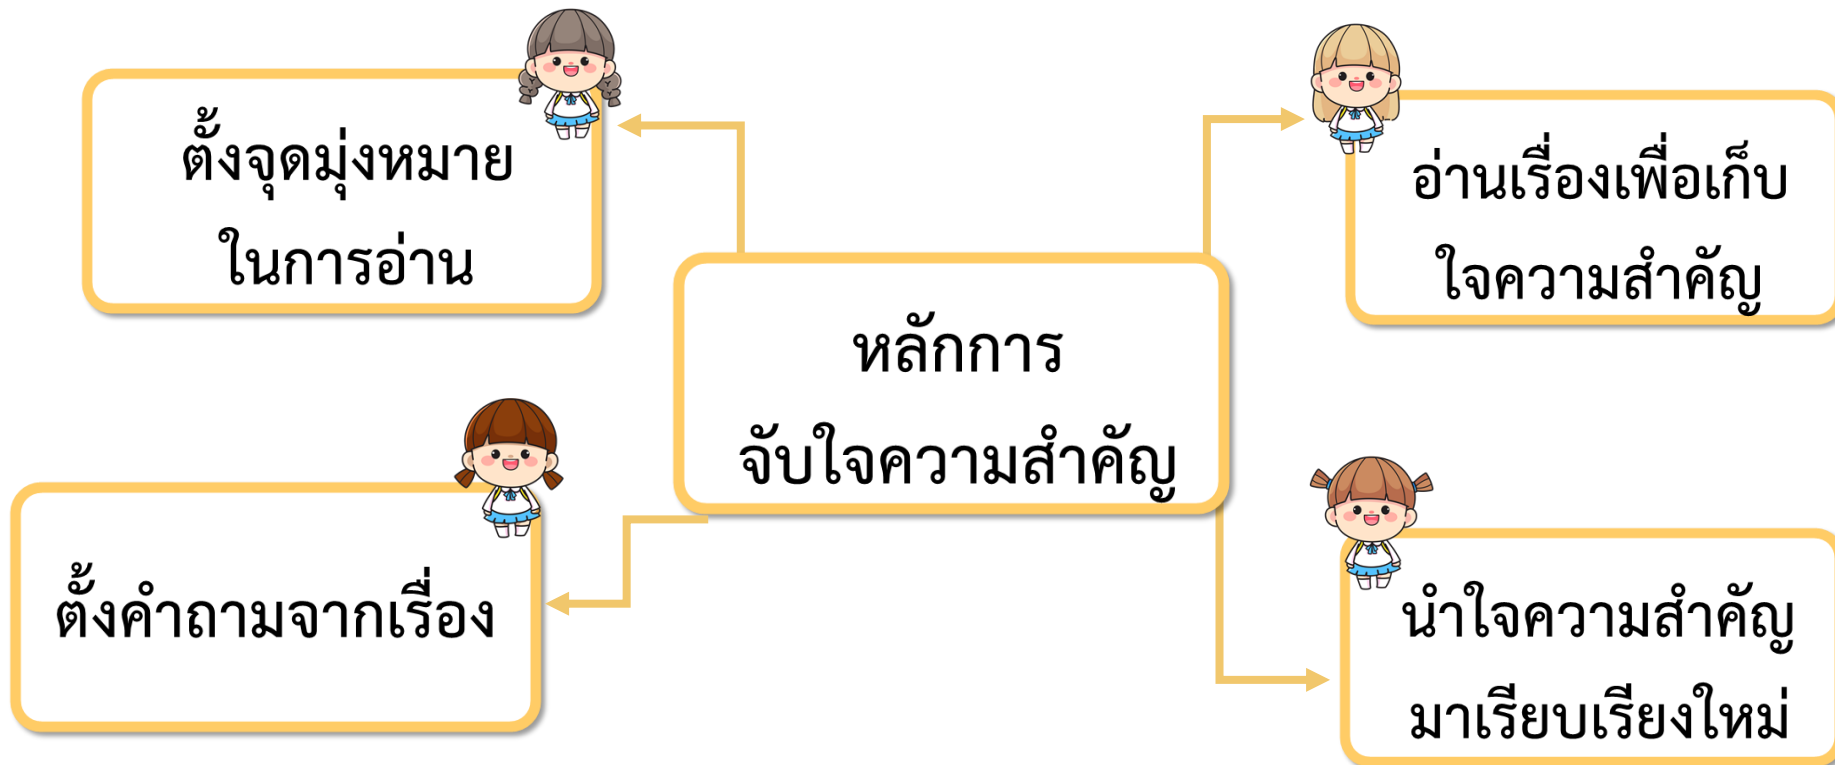 ตั้งจุดมุ่งหมาย
ในการอ่าน
อ่านเรื่องเพื่อเก็บ
ใจความสำคัญ
หลักการ
จับใจความสำคัญ
ตั้งคำถามจากเรื่อง
นำใจความสำคัญ
มาเรียบเรียงใหม่